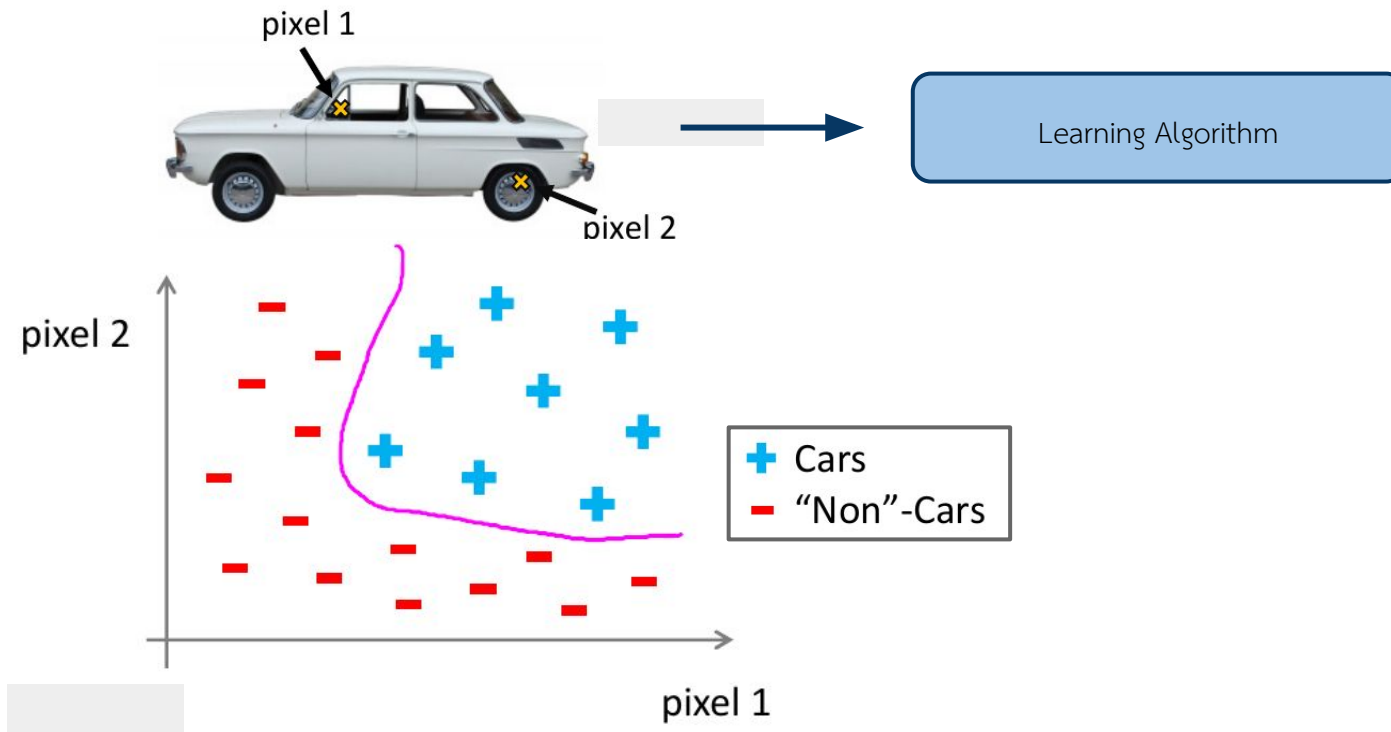 pixel 1
Learning Algorithm
pixel 2
pixel 2
Cars
“Non”-Cars
pixel 1